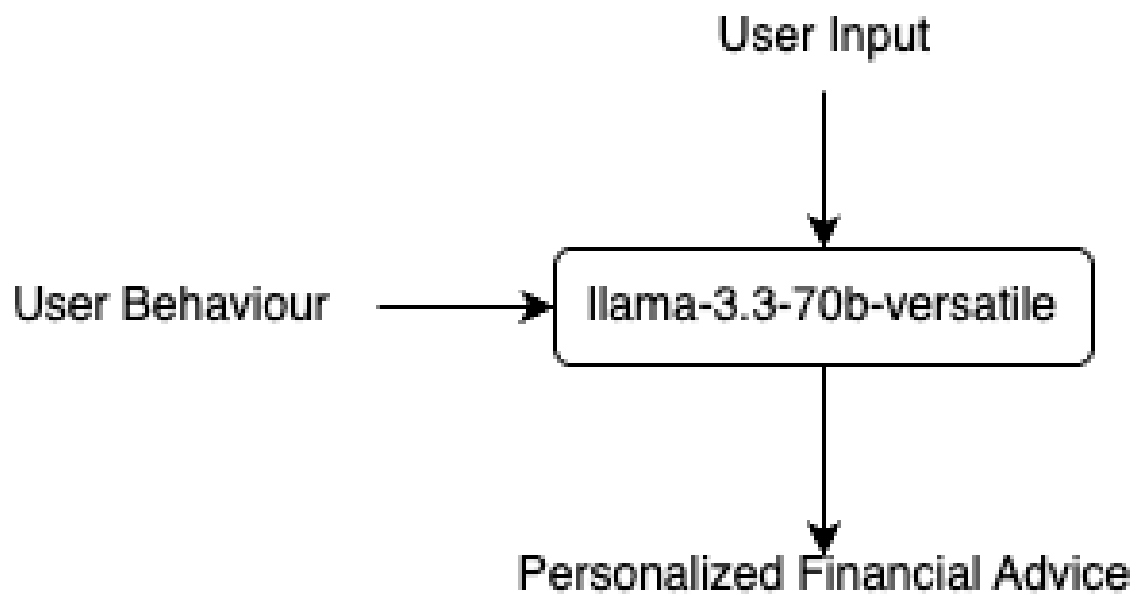 User Input
User Behaviour
llama-3.3-70b-versatile
Personalized Financial Advice